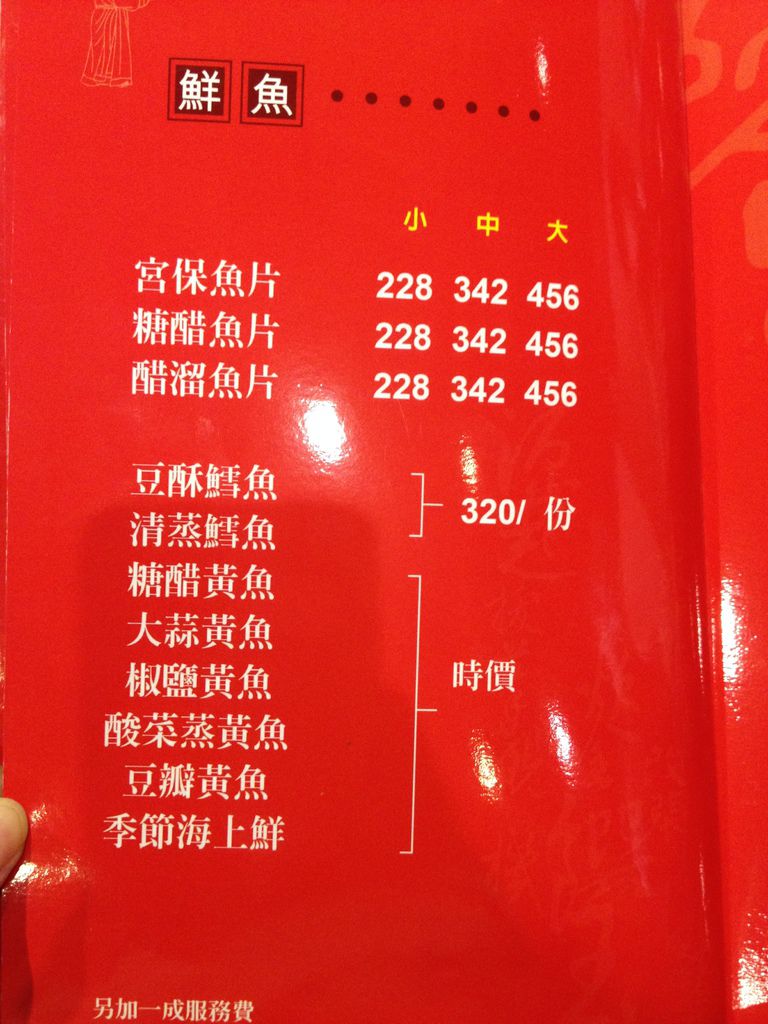 鮮魚.......
小 中 大
宮保魚片 228 342 456
糖醋魚片 228 342 456
醋溜魚片 228 342 456
豆酥鱈魚
320/ 份
清蒸鱈魚
糖醋黃魚
大蒜黃魚
椒鹽黃魚
時價
酸菜蒸黃魚
豆瓣黃魚
季節海上鮮
另加一成服務費